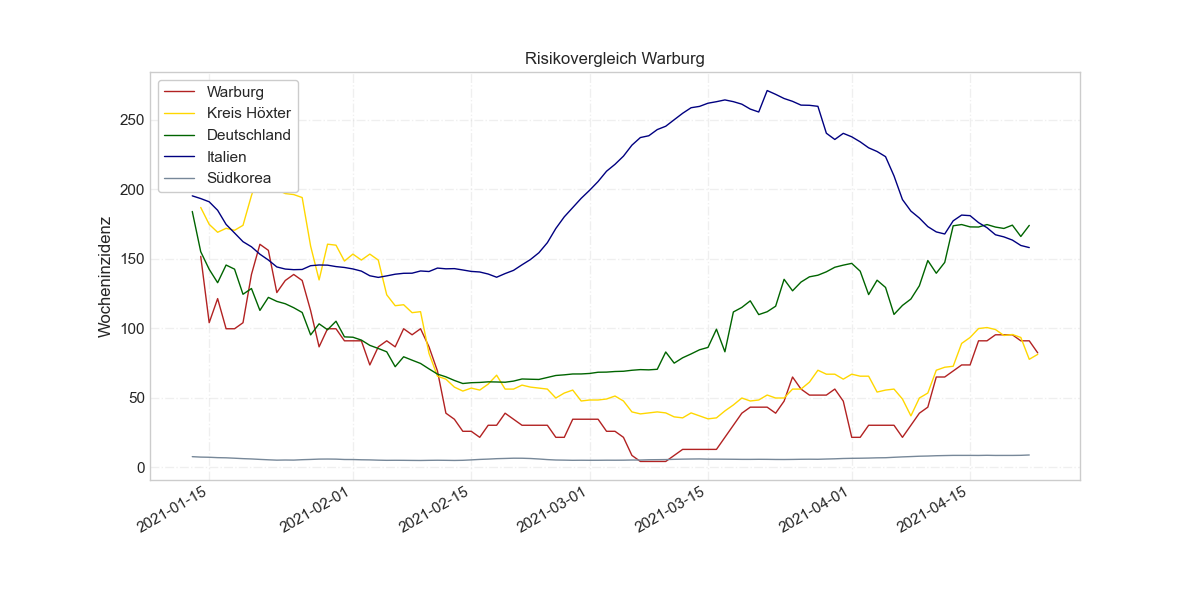 Risikovergleich Warburg
Warburg
Kreis Höxter
Deutschland
Italien
Südkorea
Wocheninzidenz
250
200
150
100
50
0
2021-01-15
2021-02-01
2021-02-15
2021-03-01
2021-03-15
2021-04-01
2021-04-15